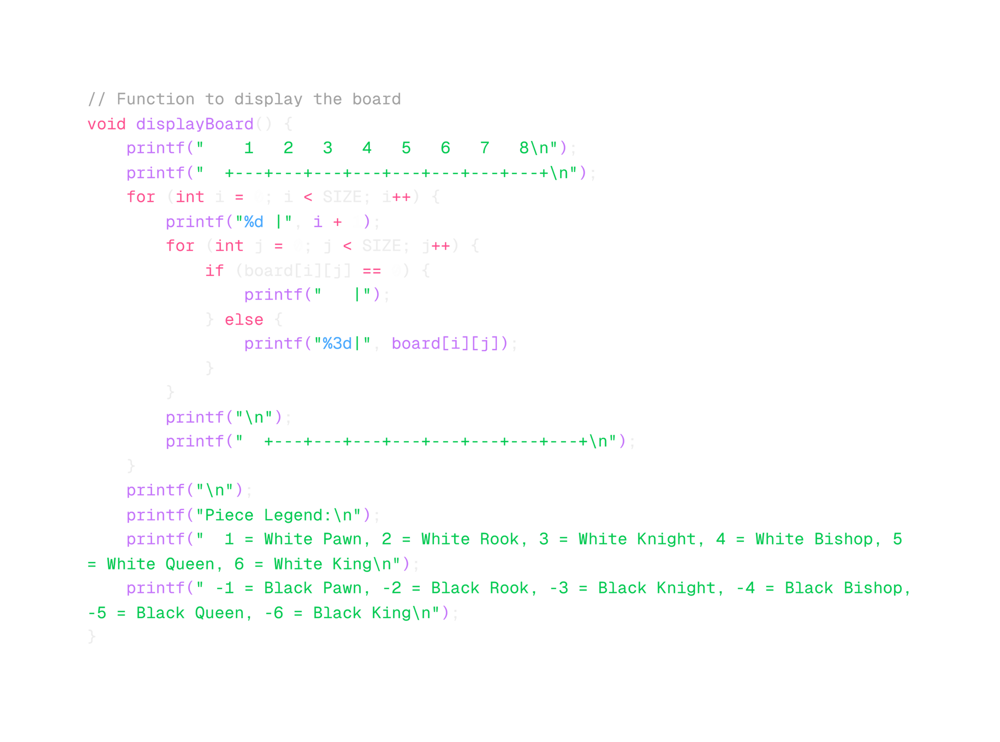 // Function to display the board
void displayBoard() {
    printf("    1   2   3   4   5   6   7   8\n");
    printf("  +---+---+---+---+---+---+---+---+\n");
    for (int i = 0; i < SIZE; i++) {
        printf("%d |", i + );
        for (int j = 0; j < SIZE; j++) {
            if (board[i][j] == ) {
                printf("   |");
            } else {
                printf("%3d|", board[i][j]);
            }
        }
        printf("\n");
        printf("  +---+---+---+---+---+---+---+---+\n");
    }
    printf("\n");
    printf("Piece Legend:\n");
    printf("  1 = White Pawn, 2 = White Rook, 3 = White Knight, 4 = White Bishop, 5
= White Queen, 6 = White King\n");
    printf(" -1 = Black Pawn, -2 = Black Rook, -3 = Black Knight, -4 = Black Bishop,
-5 = Black Queen, -6 = Black King\n");
}